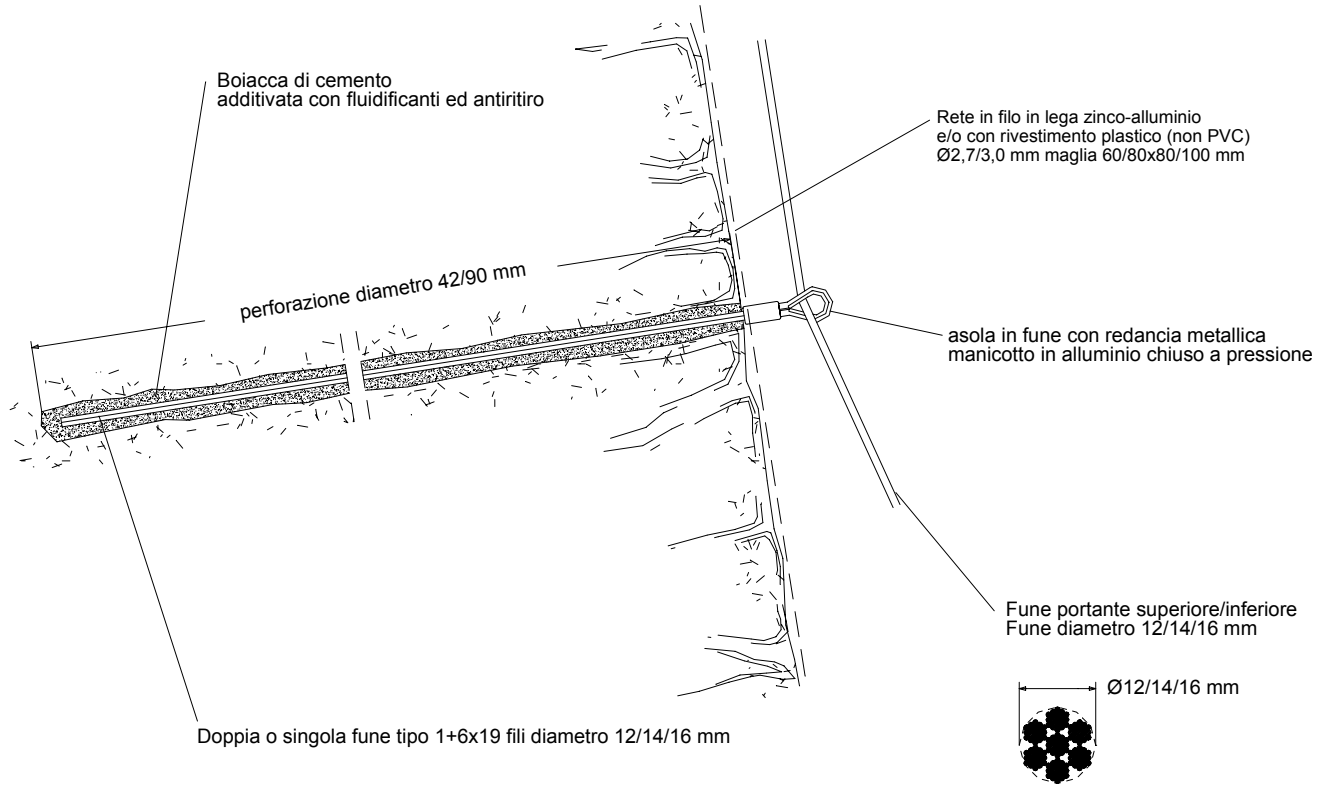 Boiacca di cemento
additivata con fluidificanti ed antiritiro
Rete in filo in lega zinco-alluminio
e/o con rivestimento plastico (non PVC)
Ø2,7/3,0 mm maglia 60/80x80/100 mm
perforazione diametro 42/90 mm
asola in fune con redancia metallica
manicotto in alluminio chiuso a pressione
Fune portante superiore/inferiore
Fune diametro 12/14/16 mm
Ø12/14/16 mm
Doppia o singola fune tipo 1+6x19 fili diametro 12/14/16 mm